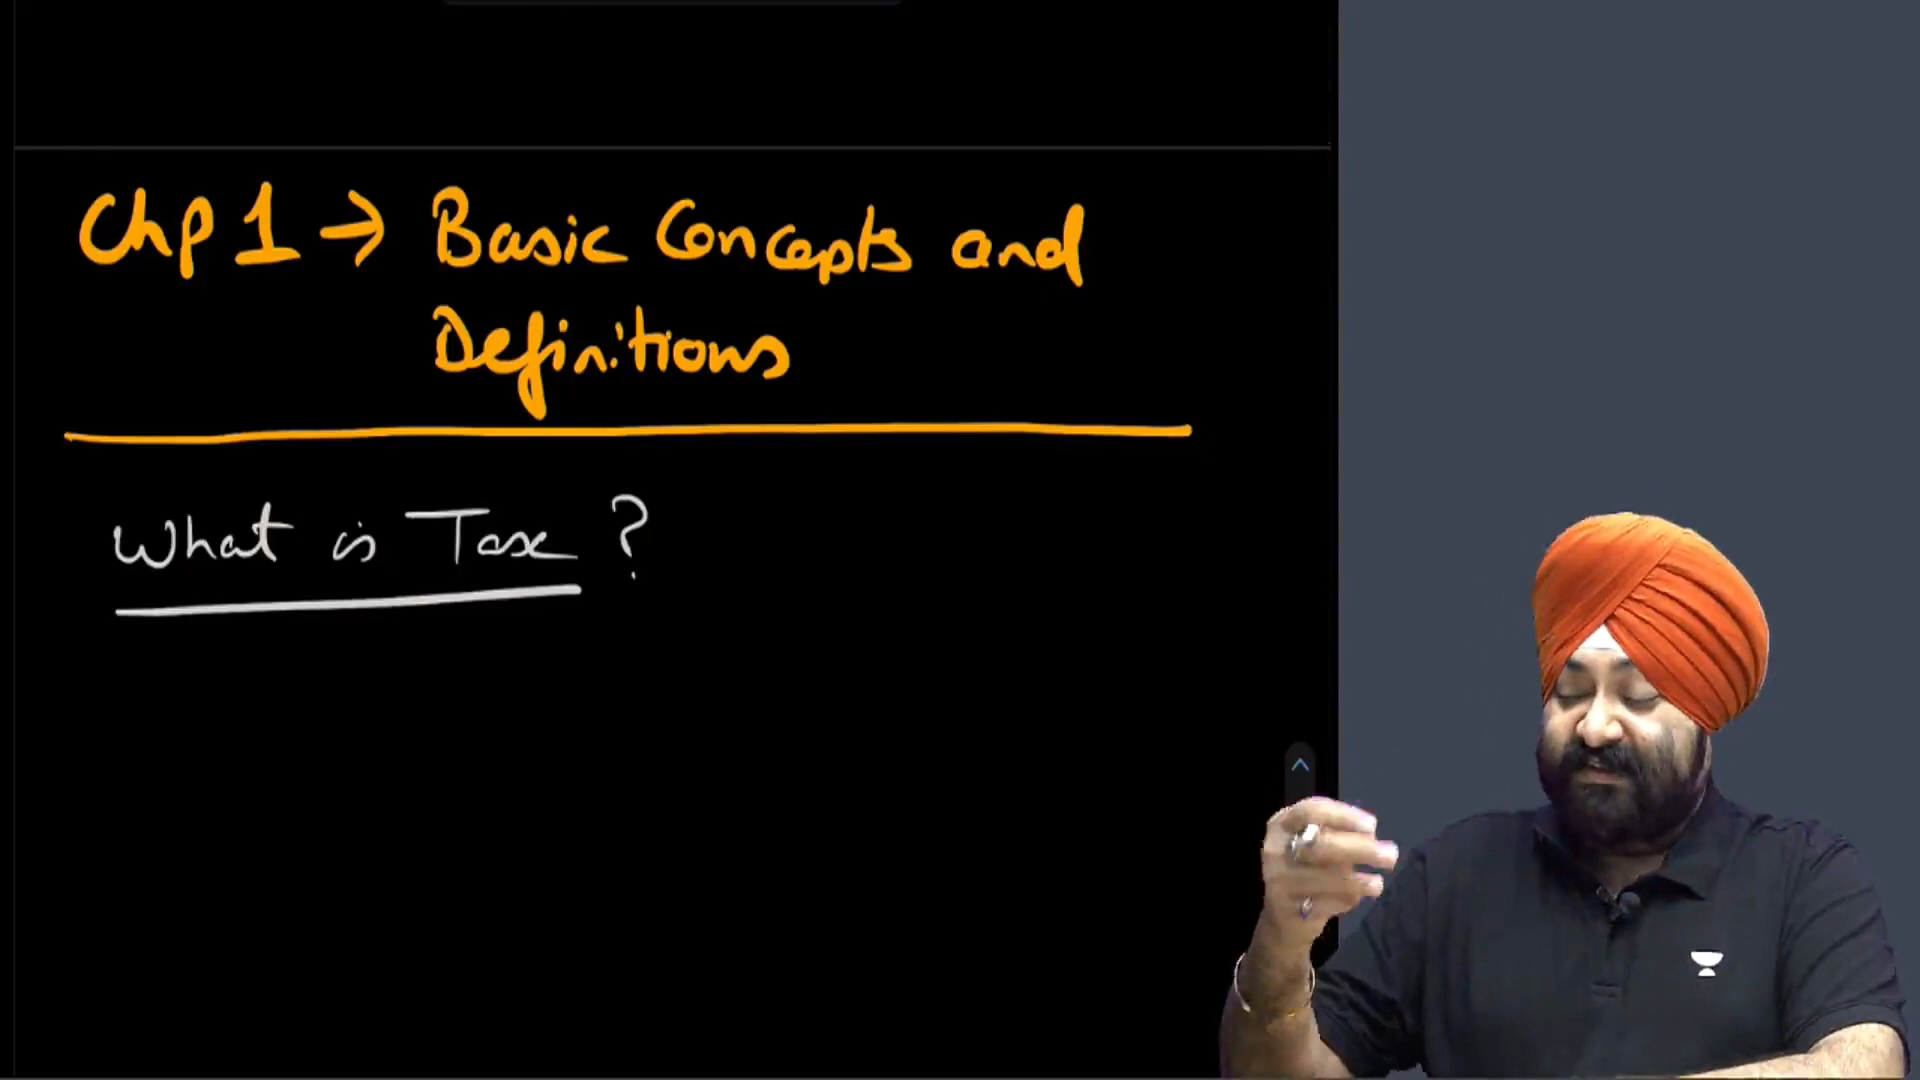 Chp 1 → Basic Concepts and
Definitions
What is Tax ?